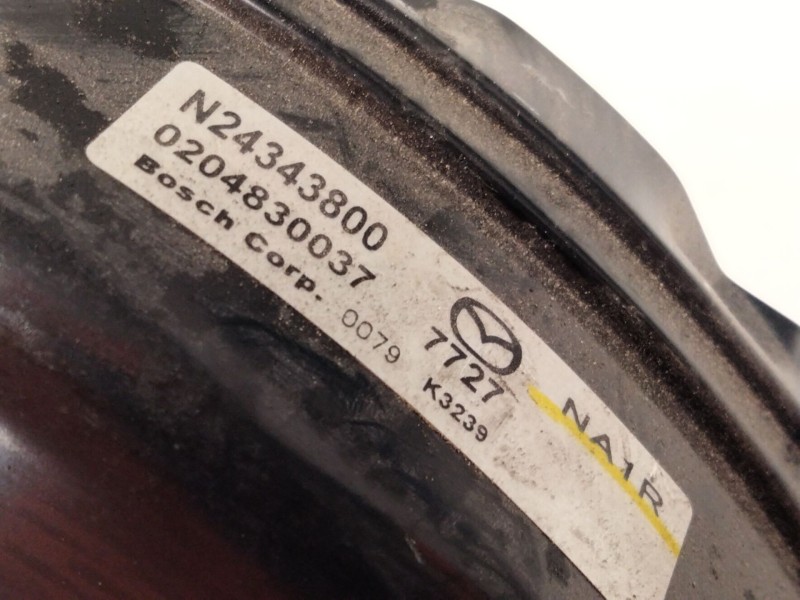 N24343800
0204830037
Bosch Corp. 0079
7727
K3239
NA1R